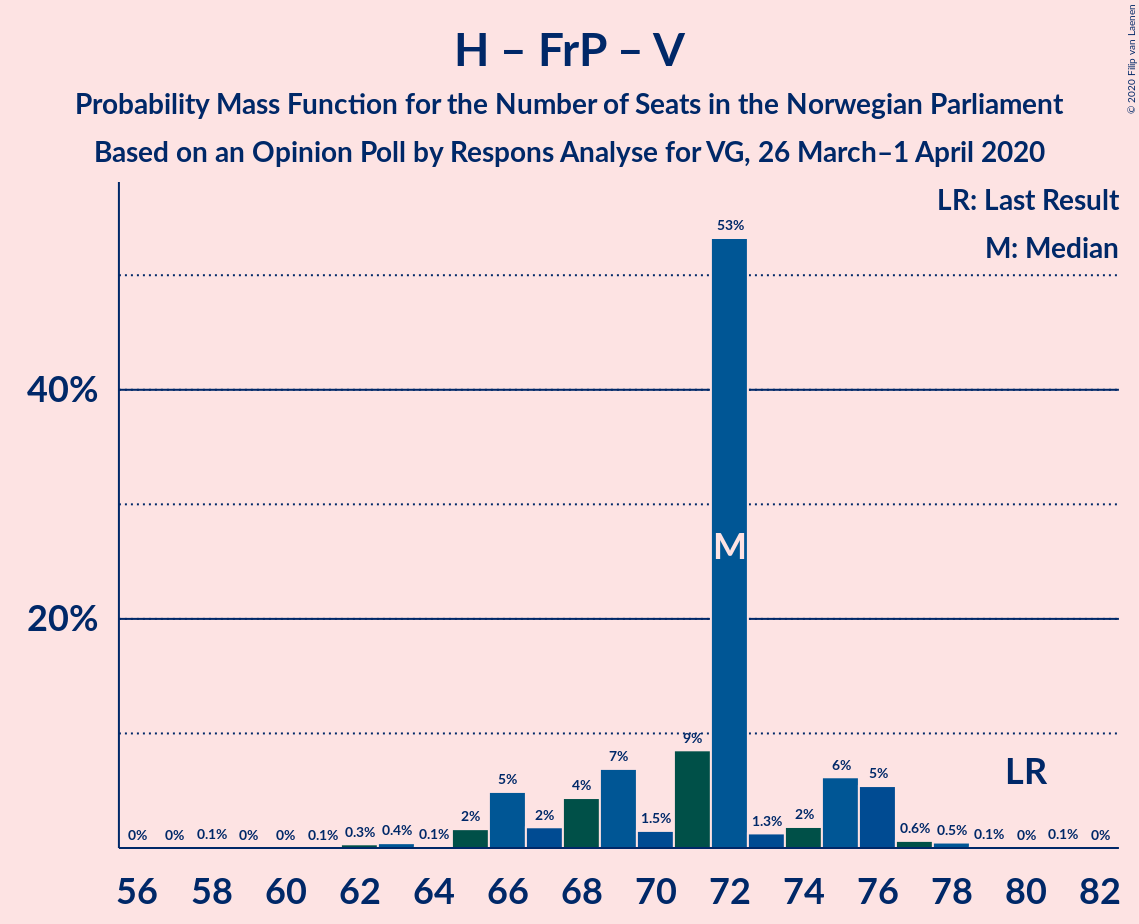 H – FrP – V
Probability Mass Function for the Number of Seats in the Norwegian Parliament
Based on an Opinion Poll by Respons Analyse for VG, 26 March–1 April 2020
© 2020 Filip van Laenen
LR: Last Result
M: Median
40%
20%
0% 0% 0.1% 0% 0% 0.1% 0.3% 0.4% 0.1% 2% 5% 2% 4% 7% 1.5% 9% 53% 1.3% 2% 6% 5% 0.6% 0.5% 0.1% 0% 0.1% 0%
M
LR
56 58 60 62 64 66 68 70 72 74 76 78 80 82